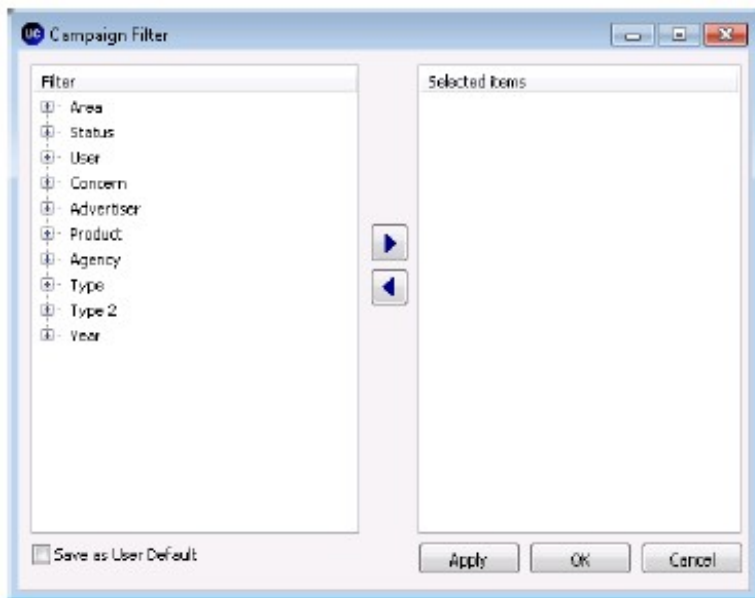 UC Campaign Filter
Filter
Area
Status
User
Concern
Advertiser
Product
Agency
Type
Type 2
Year
Selected items
Save as User Default
Apply
OK
Cancel